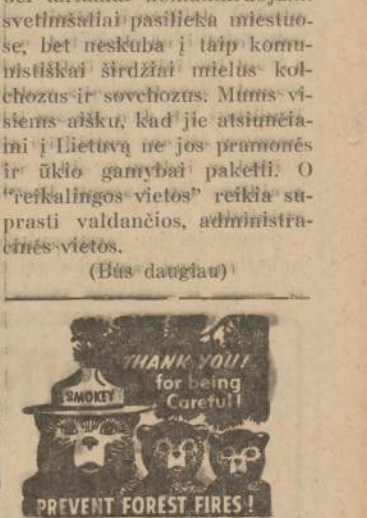 svetimšaliai pasilieka miestuo-
se, bet neskuba į taip komu-
nistiškai širdžiai mielus kol-
chozus ir sovchozus. Mums vi-
siems aišku, kad jie atsiunčia-
mi į Lietuvą ne jos pramonės
ir ūkio gamybai pakelti. O
“reikalingos vietos” reikia su-
prasti valdančios, administra-
cinės vietos.
(Bus daugiau)
THANK YOU!
for being
Careful!
SMOKEY
PREVENT FOREST FIRES!